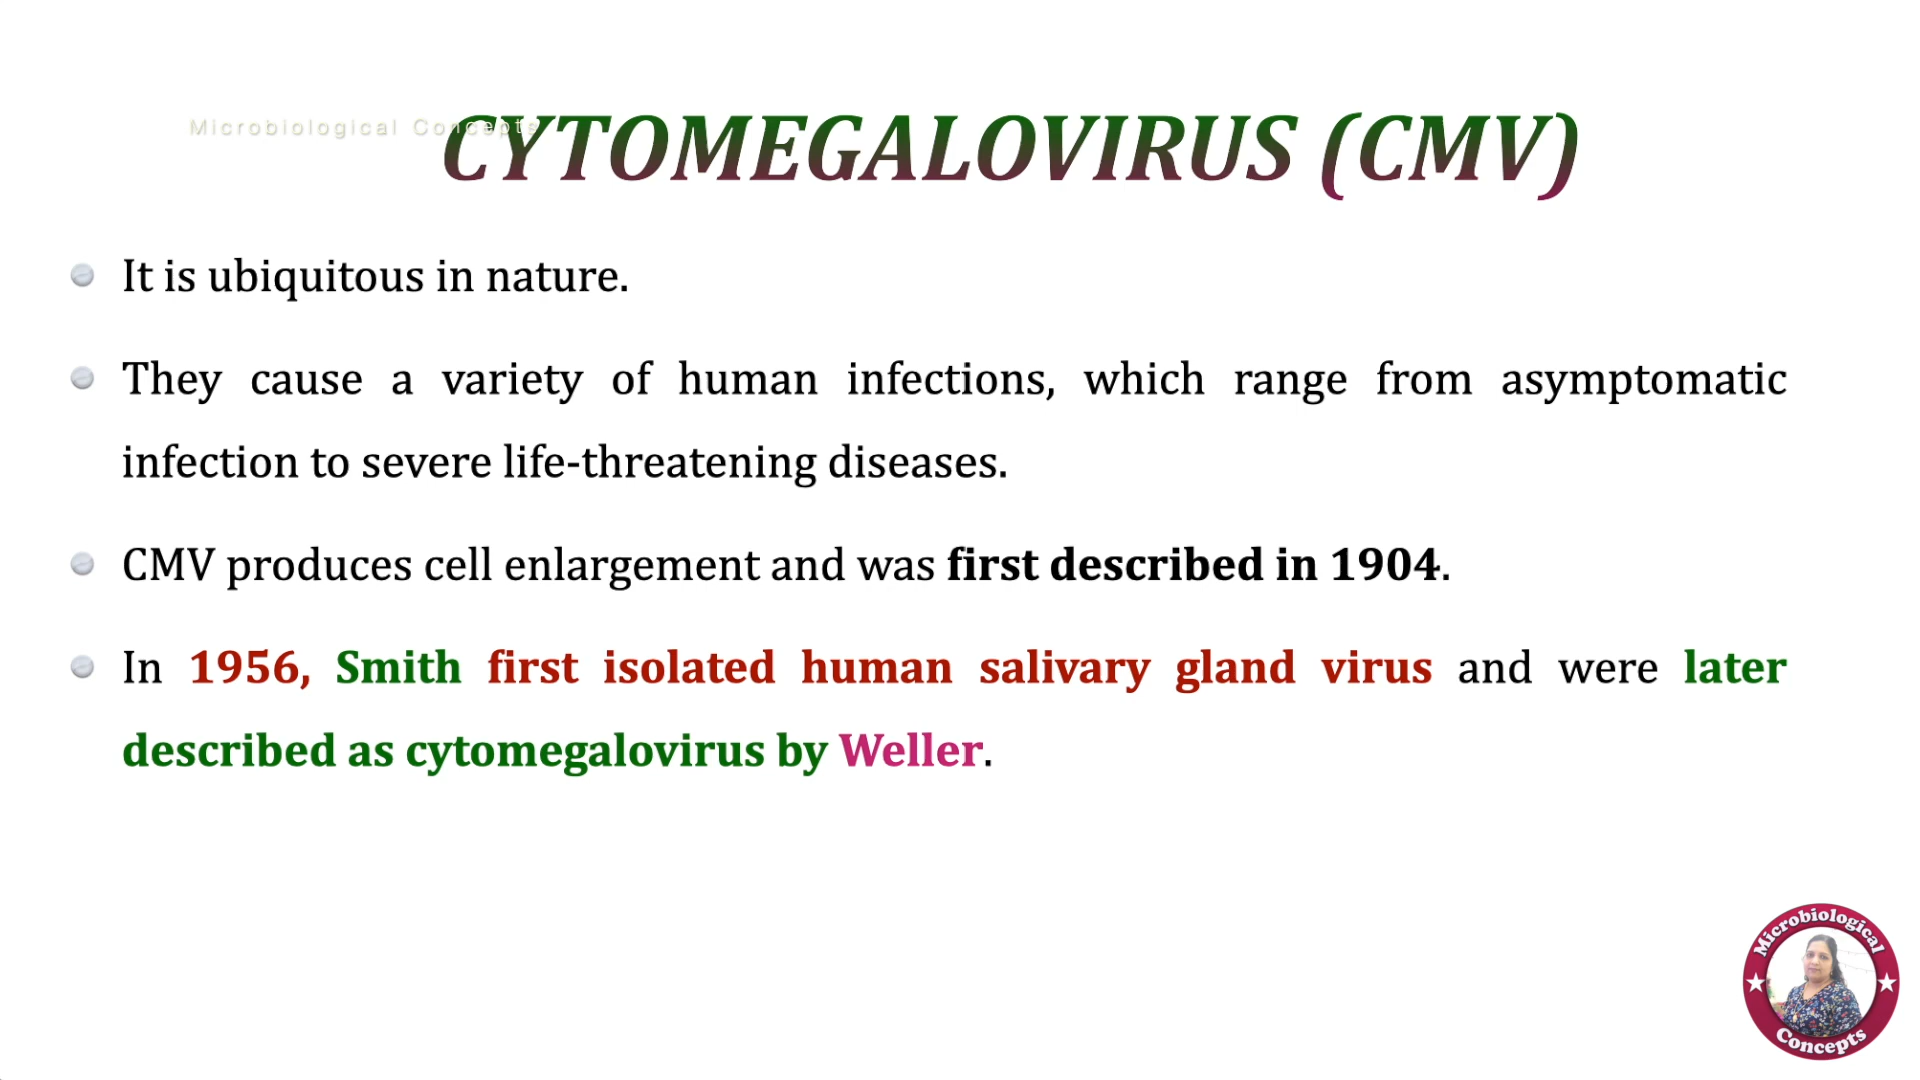 Microbiological Concepts
CYTOMEGALOVIRUS (CMV)
It is ubiquitous in nature.
They cause a variety of human infections, which range from asymptomatic
infection to severe life-threatening diseases.
CMV produces cell enlargement and was first described in 1904.
In 1956, Smith first isolated human salivary gland virus and were later
described as cytomegalovirus by Weller.
Microbiological
Concepts